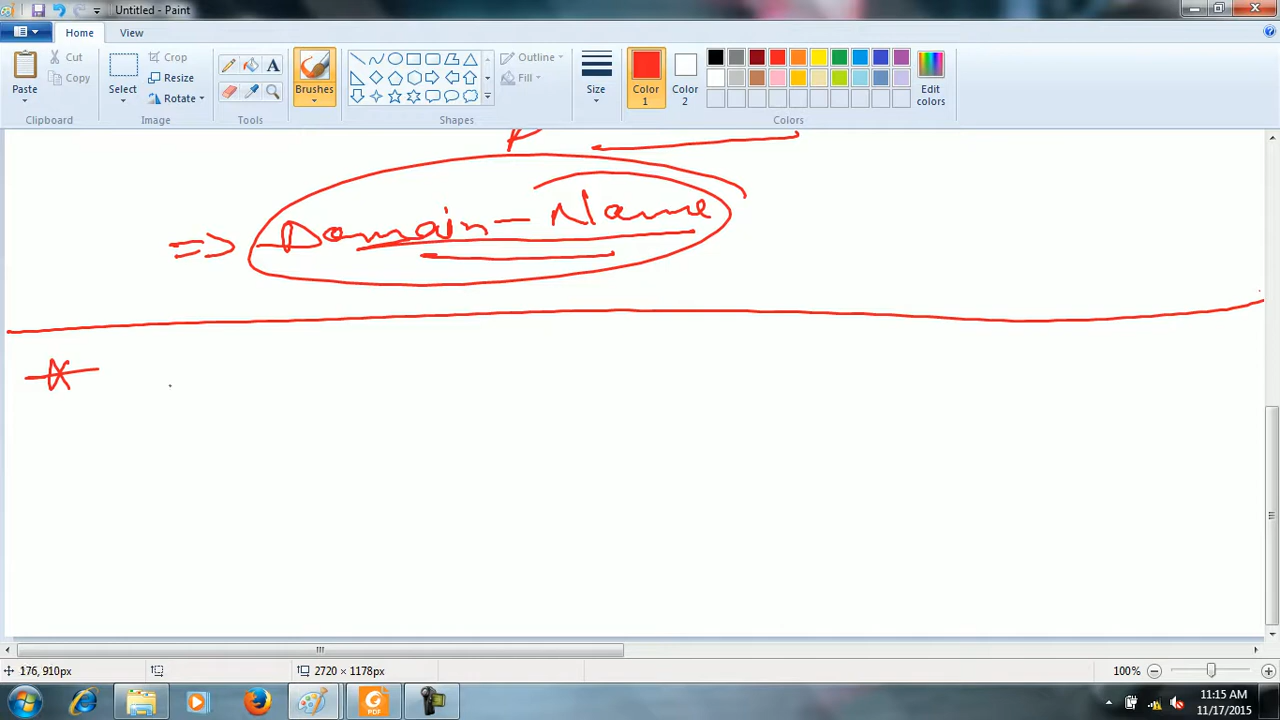 Untitled - Paint
Home View
Paste
Cut
Copy
Clipboard
Select
Crop
Resize
Rotate
Image
A
Tools
Brushes
Shapes
Outline
Fill
Size
Color 1
Color 2
Edit colors
Colors
=> Domain - Name
176, 910px
2720 × 1178px
100%
PDF
11:15 AM
11/17/2015